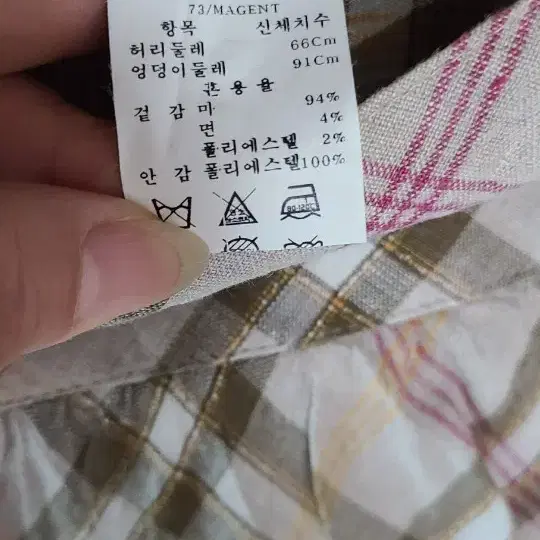 73/MAGENT
항목 신체치수
허리둘레 66Cm
엉덩이둘레 91Cm
혼용율
겉감 마 94%
면 4%
폴리에스텔 2%
안감 폴리에스텔100%